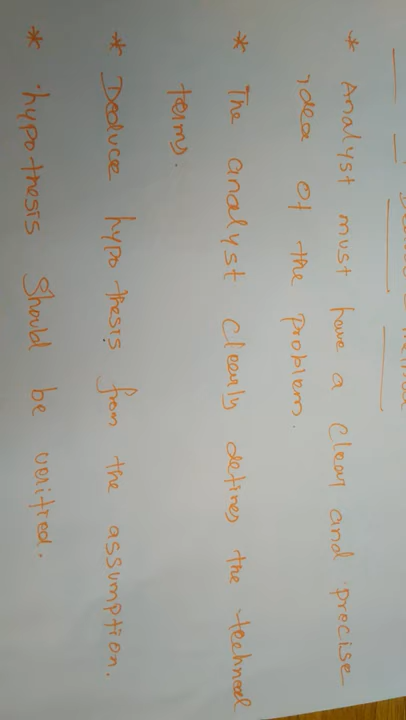 * Analyst must have a clear and precise
idea of the problem.
* The analyst clearly defines the technical
terms.
* Deduce hypothesis from the assumption.
* hypothesis should be verified.